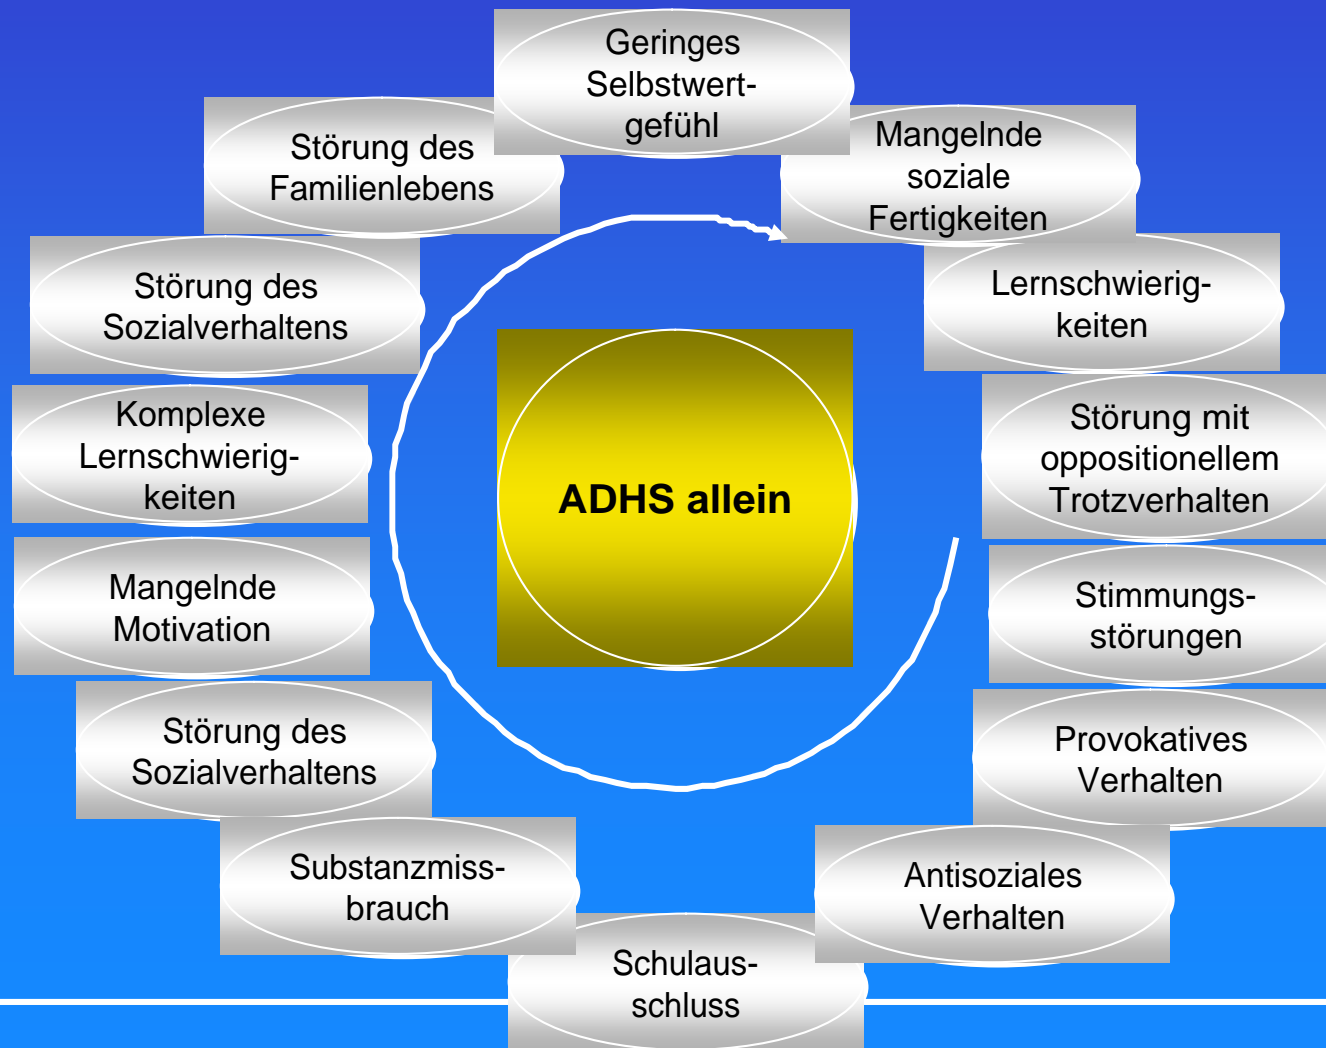 Geringes
Selbstwert-
gefühl
Mangelnde
soziale
Fertigkeiten
Lernschwierig-
keiten
Störung mit
oppositionellem
Trotzverhalten
Stimmungs-
störungen
Provokatives
Verhalten
Antisoziales
Verhalten
Schulaus-
schluss
Substanzmiss-
brauch
Störung des
Sozialverhaltens
Mangelnde
Motivation
Komplexe
Lernschwierig-
keiten
Störung des
Sozialverhaltens
Störung des
Familienlebens
ADHS allein